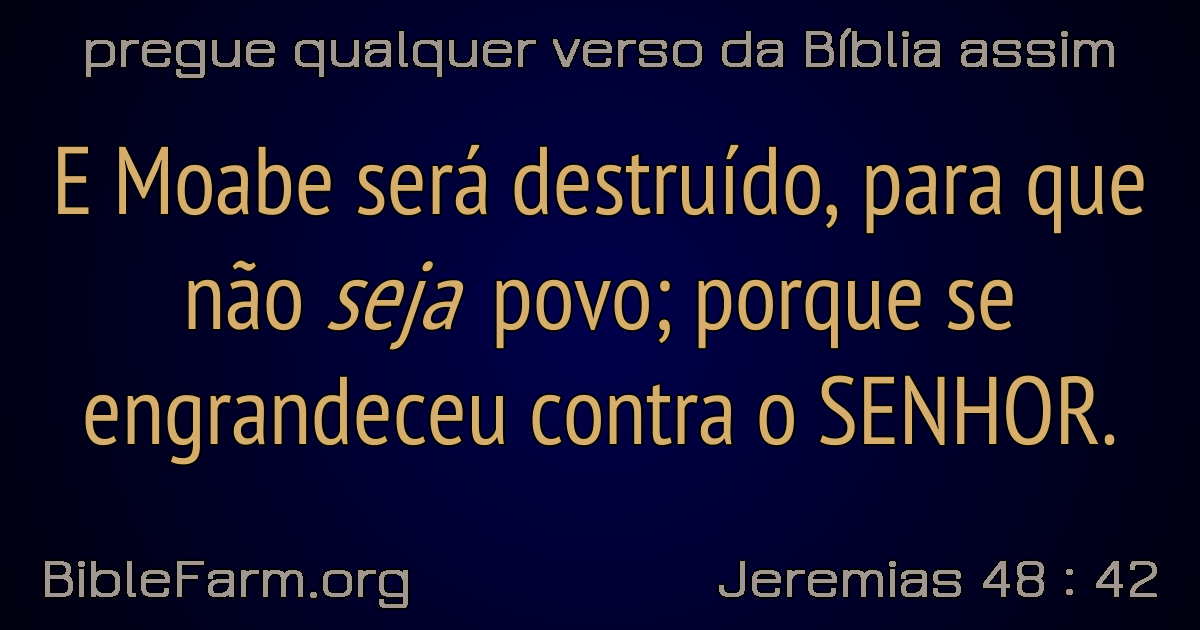 pregue qualquer verso da Bíblia assim
E Moabe será destruído, para que
não seja povo; porque se
engrandeceu contra o SENHOR.
BibleFarm.org
Jeremias 48 : 42